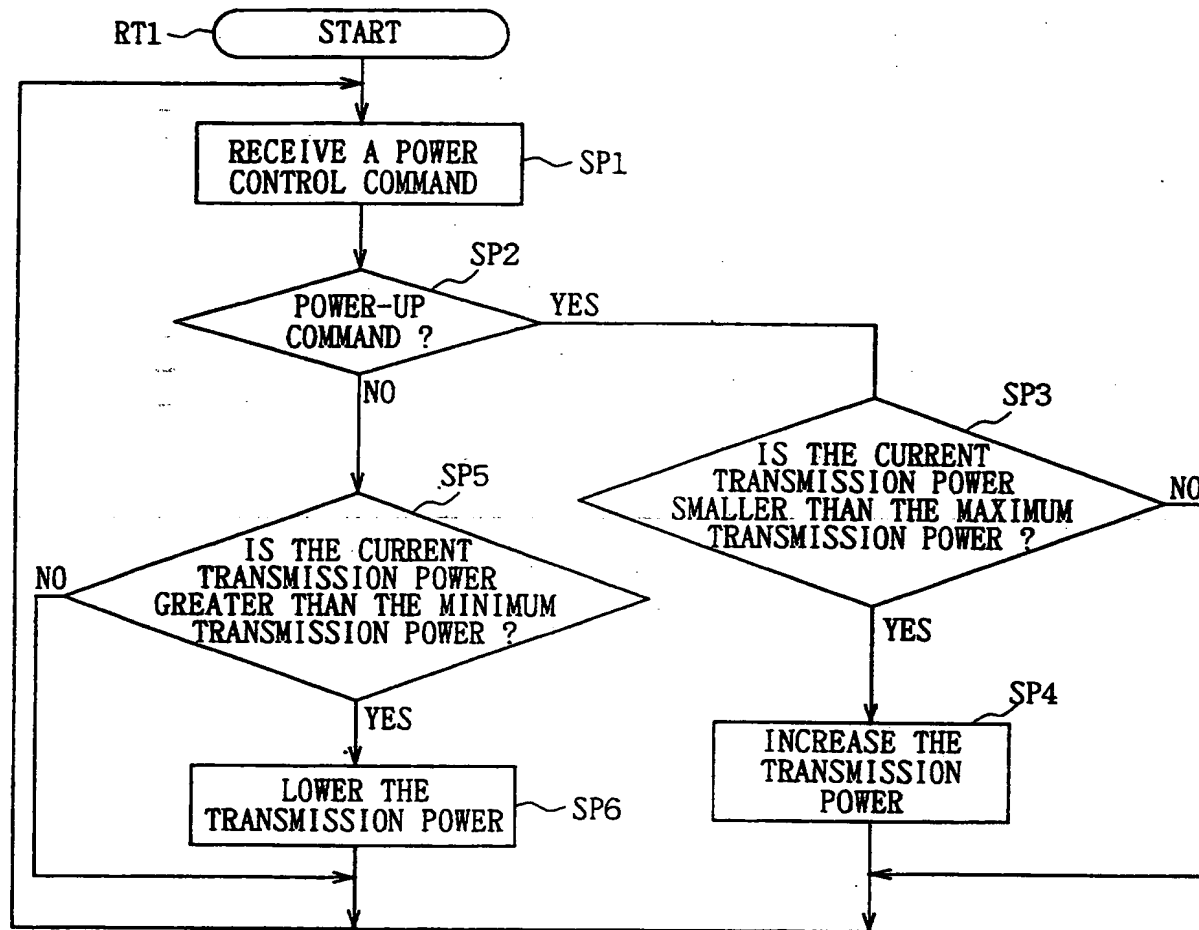 RT1
START
RECEIVE A POWER
CONTROL COMMAND
SP1
SP2
POWER-UP
COMMAND ?
YES
NO
SP3
IS THE CURRENT
TRANSMISSION POWER
SMALLER THAN THE MAXIMUM
TRANSMISSION POWER ?
NO
YES
SP5
IS THE CURRENT
TRANSMISSION POWER
GREATER THAN THE MINIMUM
TRANSMISSION POWER ?
NO
YES
SP4
INCREASE THE
TRANSMISSION
POWER
LOWER THE
TRANSMISSION POWER
SP6